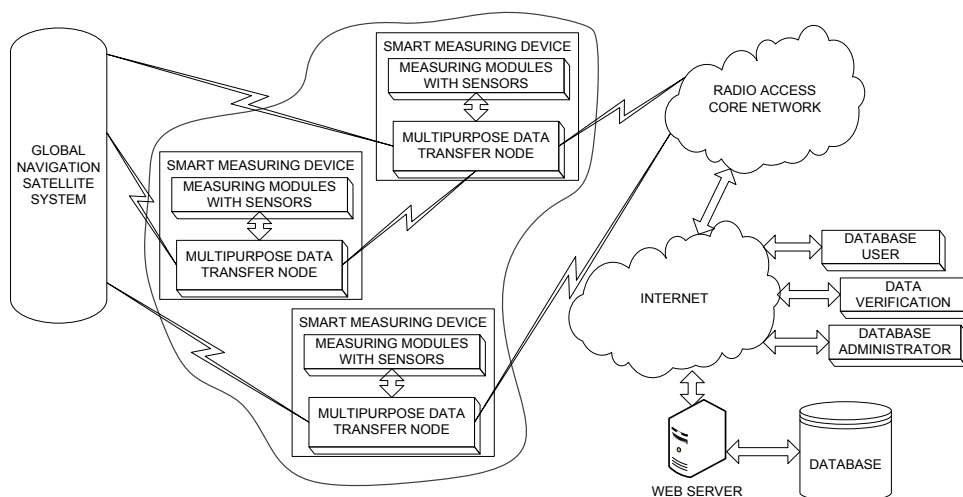 GLOBAL
NAVIGATION
SATELLITE
SYSTEM
SMART MEASURING DEVICE
MEASURING MODULES
WITH SENSORS
MULTIPURPOSE DATA
TRANSFER NODE
SMART MEASURING DEVICE
MEASURING MODULES
WITH SENSORS
MULTIPURPOSE DATA
TRANSFER NODE
SMART MEASURING DEVICE
MEASURING MODULES
WITH SENSORS
MULTIPURPOSE DATA
TRANSFER NODE
RADIO ACCESS
CORE NETWORK
INTERNET
DATABASE
USER
DATA
VERIFICATION
DATABASE
ADMINISTRATOR
WEB SERVER
DATABASE